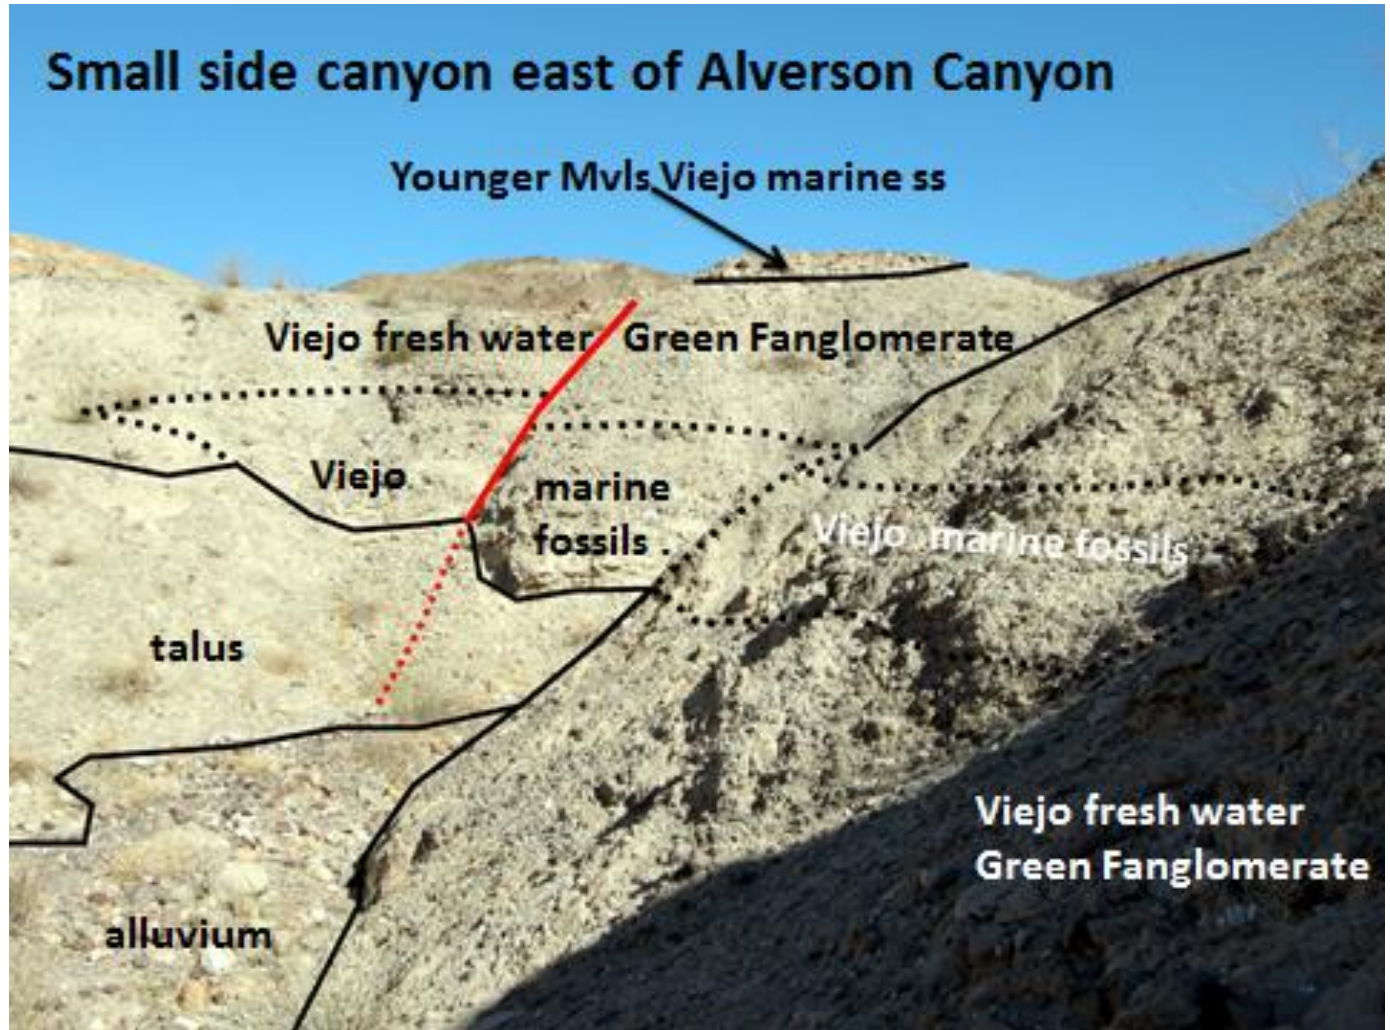 Small side canyon east of Alverson Canyon
Younger Mvls Viejo marine ss
Viejo fresh water Green Fanglomerate
Viejo marine
fossils .
Viejo marine fossils
talus
Viejo fresh water
Green Fanglomerate
alluvium